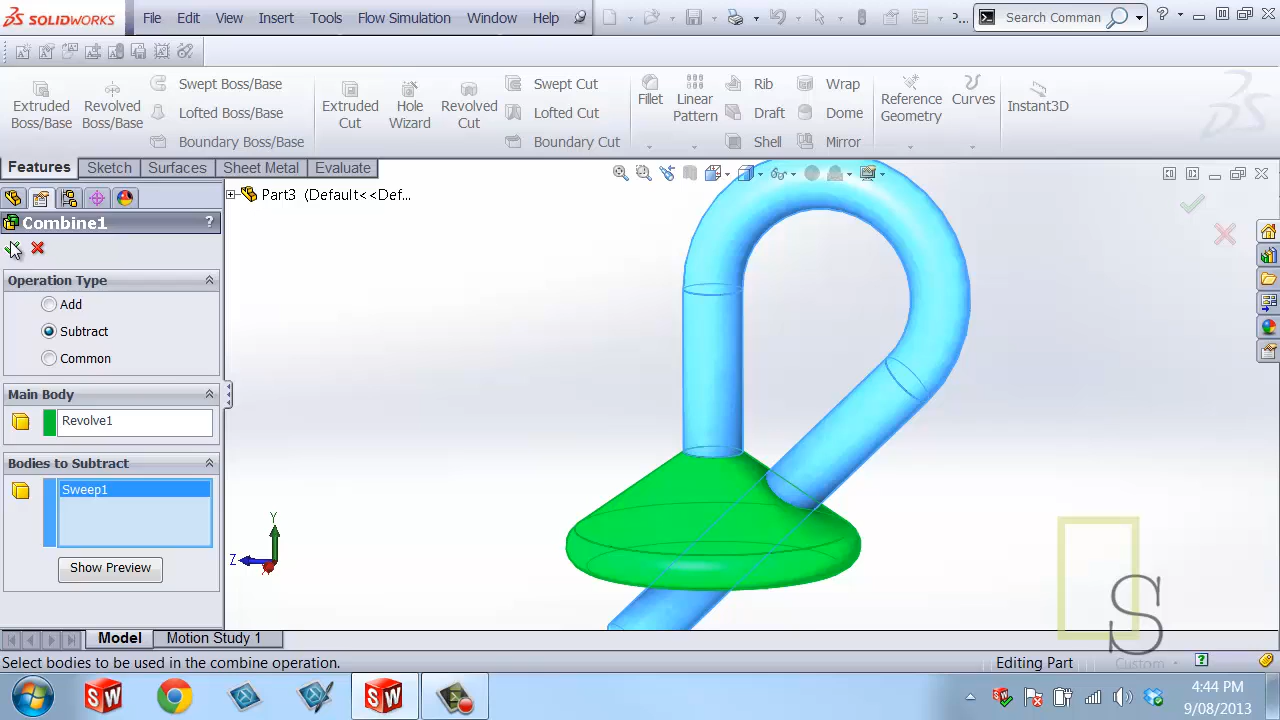 SOLIDWORKS File Edit View Insert Tools Flow Simulation Window Help Search Comman
Extruded Boss/Base Revolved Boss/Base Swept Boss/Base Lofted Boss/Base Boundary Boss/Base Extruded Cut Hole Wizard Revolved Cut Swept Cut Lofted Cut Boundary Cut Fillet Linear Pattern Rib Draft Shell Wrap Dome Mirror Reference Geometry Curves Instant3D
Features Sketch Surfaces Sheet Metal Evaluate
Part3 (Default<<Def...
Combine1 ?
Operation Type
Add
Subtract
Common
Main Body
Revolve1
Bodies to Subtract
Sweep1
Show Preview
Y
Z
S
Model Motion Study 1
Select bodies to be used in the combine operation. Editing Part Custom
4:44 PM
9/08/2013